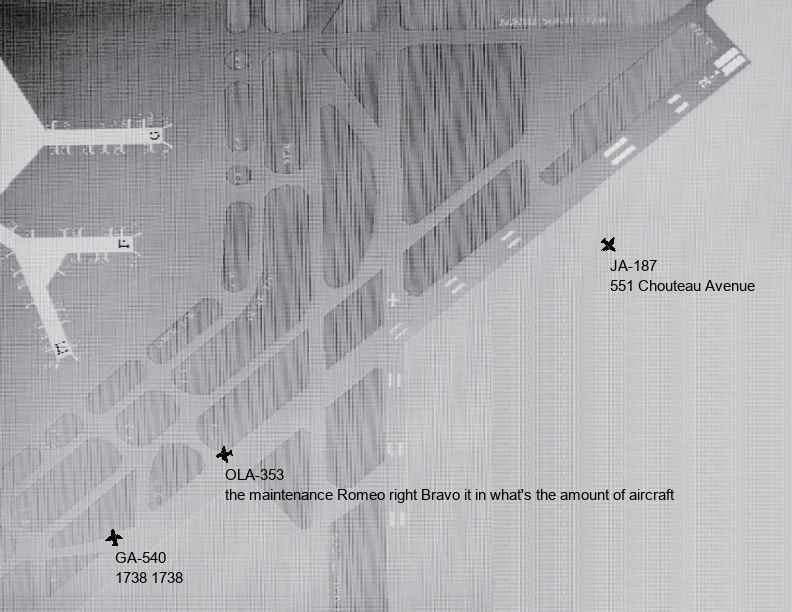 G
F
JA-187
551 Chouteau Avenue
E
OLA-353
the maintenance Romeo right Bravo it in what's the amount of aircraft
GA-540
1738 1738